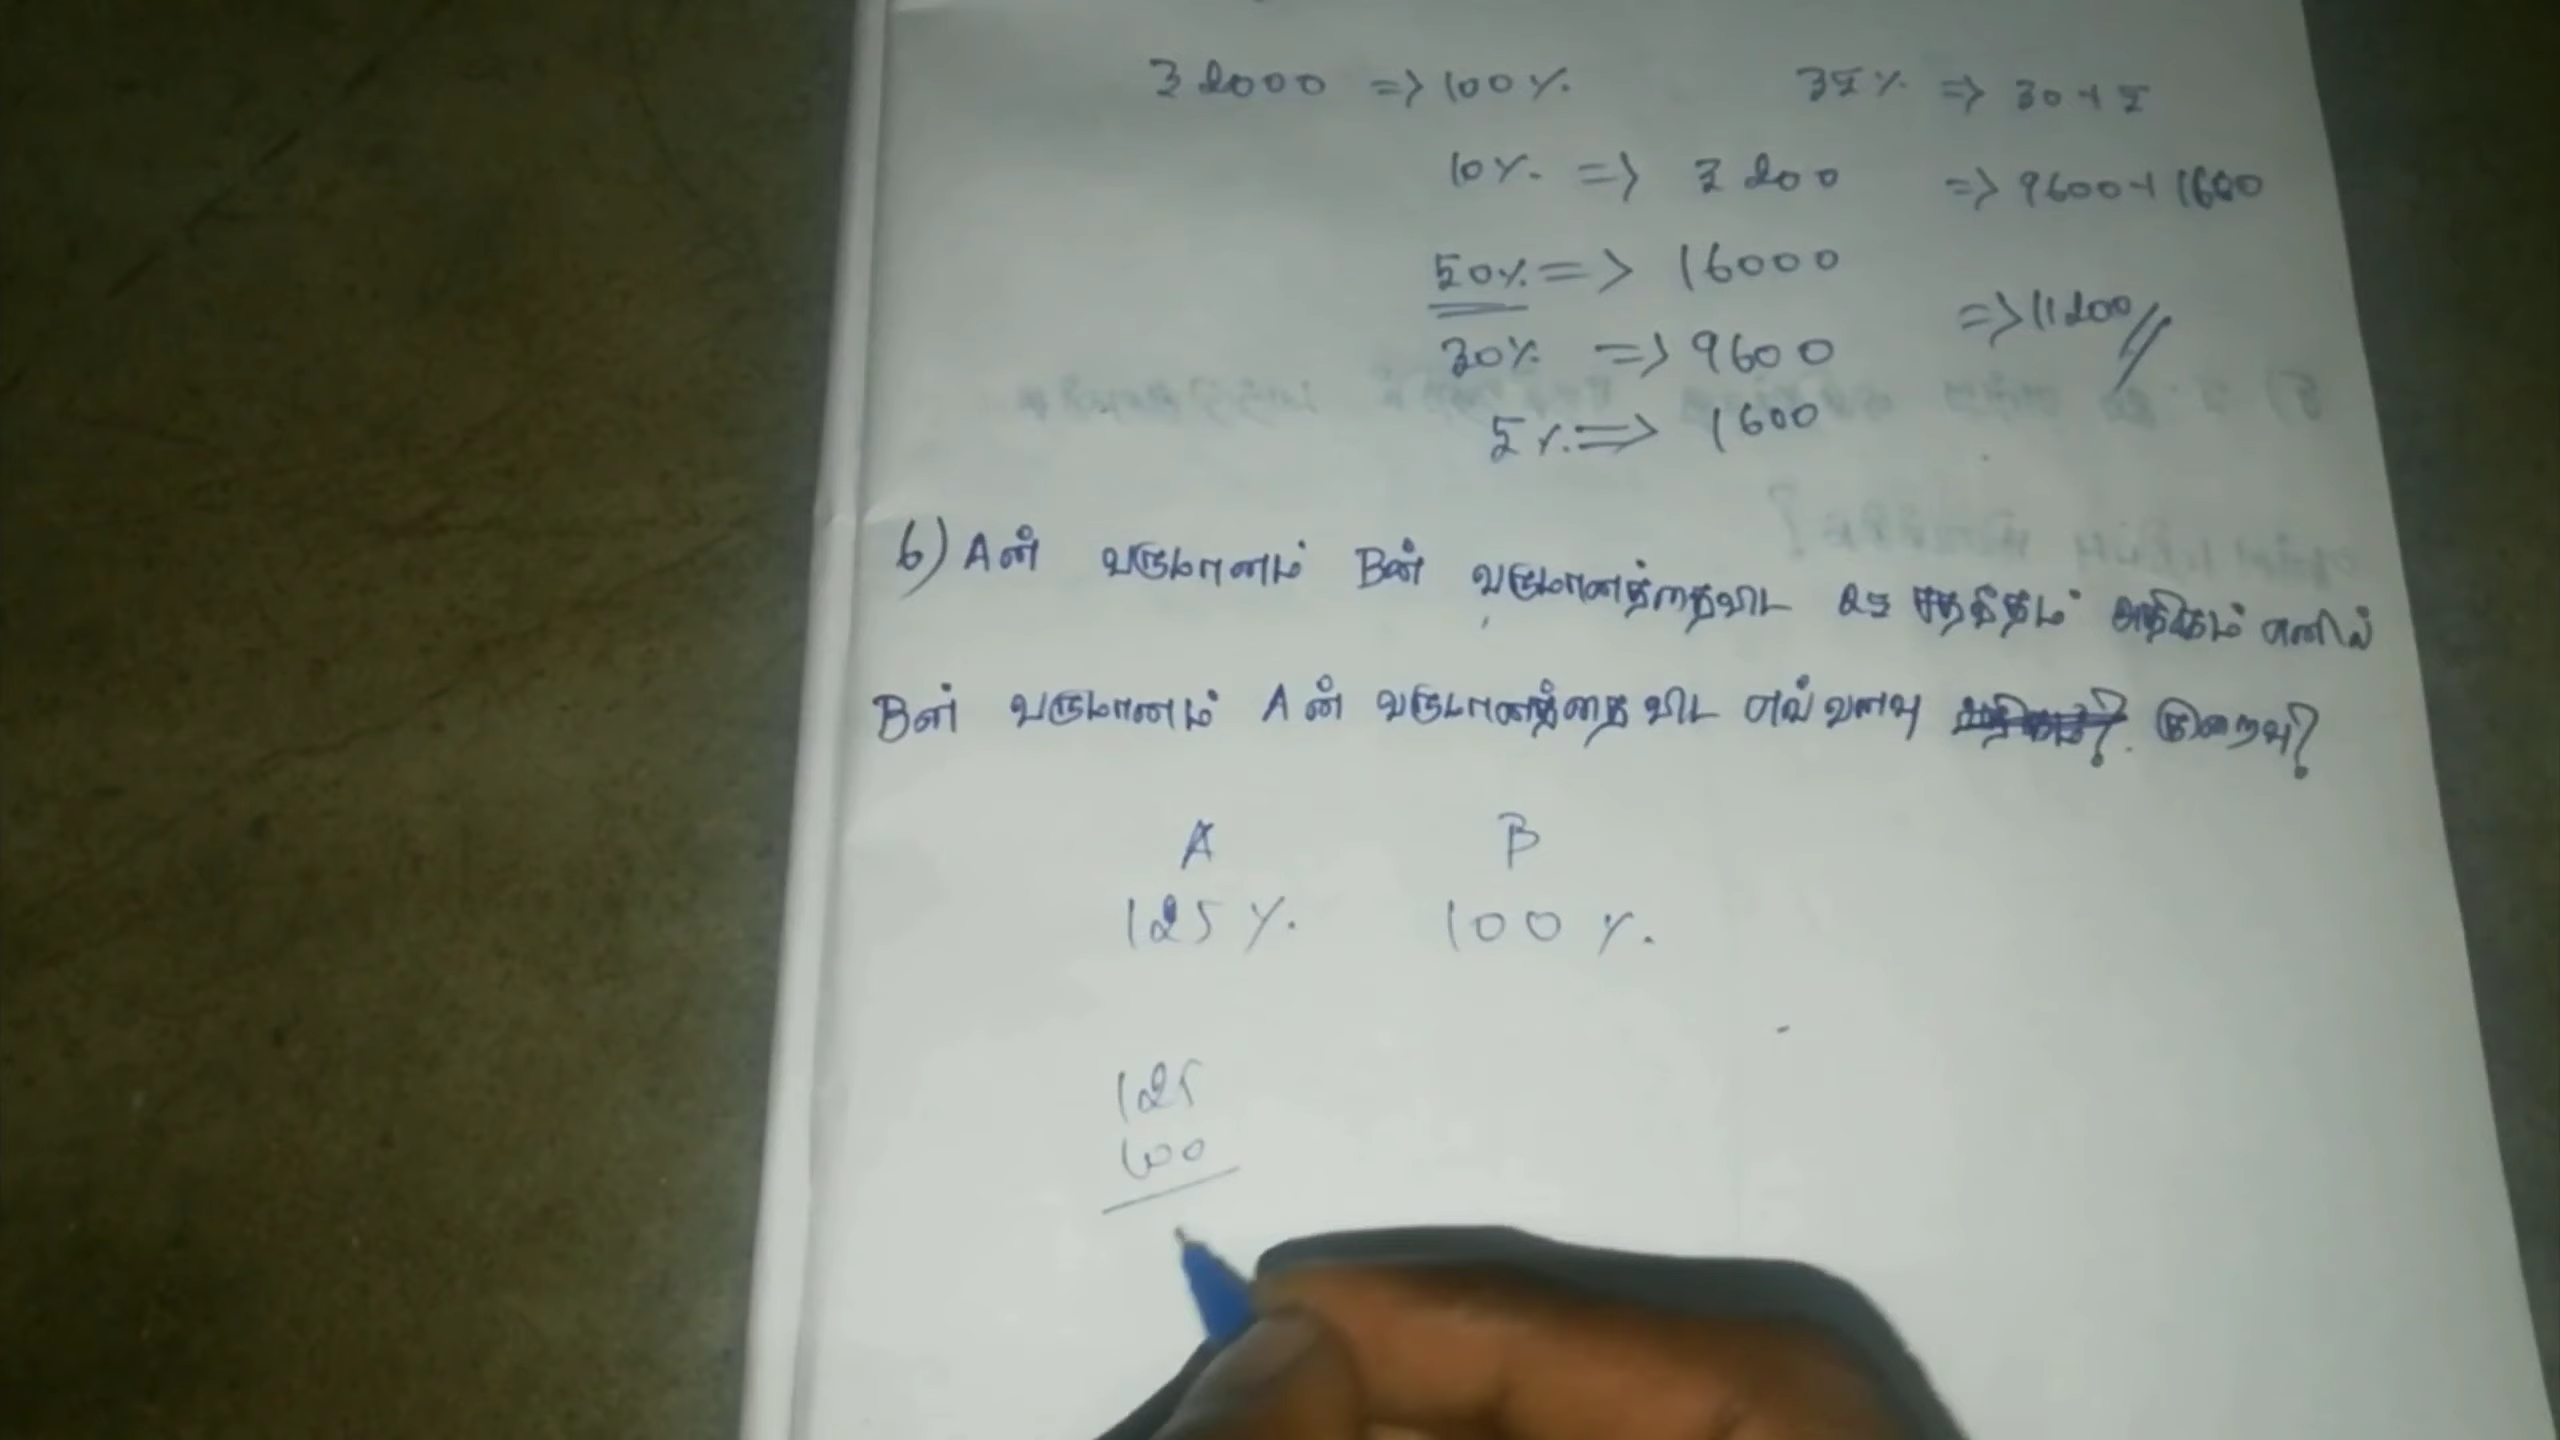 32000 => 100%.
35% => 30+5
10%. => 3200
=> 9600+1600
50% => 16000
=> 11200//
30% => 9600
5%. => 1600
6) Aன் வருமானம் Bன் வருமானத்தைவிட 25 சதகிதம் அதிகம் எனில்
Bன் வருமானம் Aன் வருமானத்தைவிட எவ்வளவு குறைவு?
A B
125%. 100%.
125
100